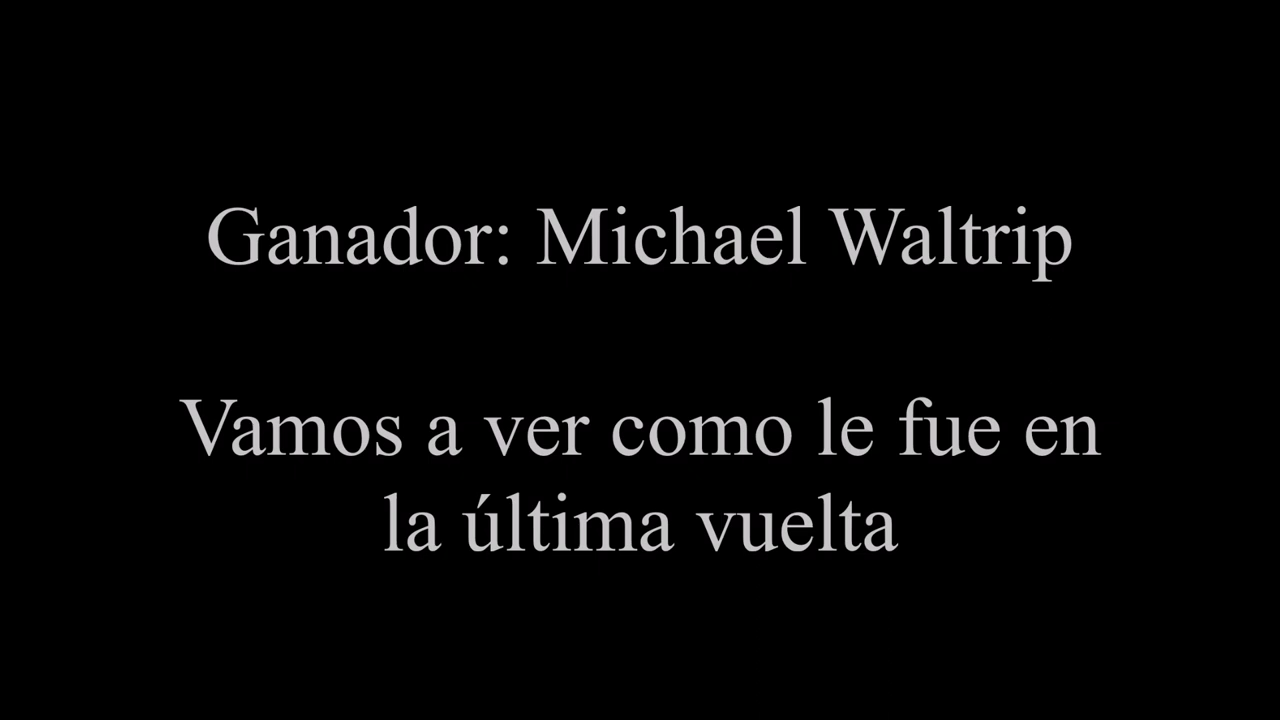 Ganador: Michael Waltrip
Vamos a ver como le fue en
la última vuelta